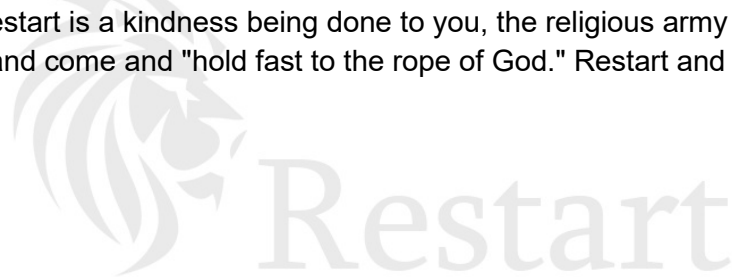 estart is a kindness being done to you, the religious army
and come and "hold fast to the rope of God." Restart and
Restart